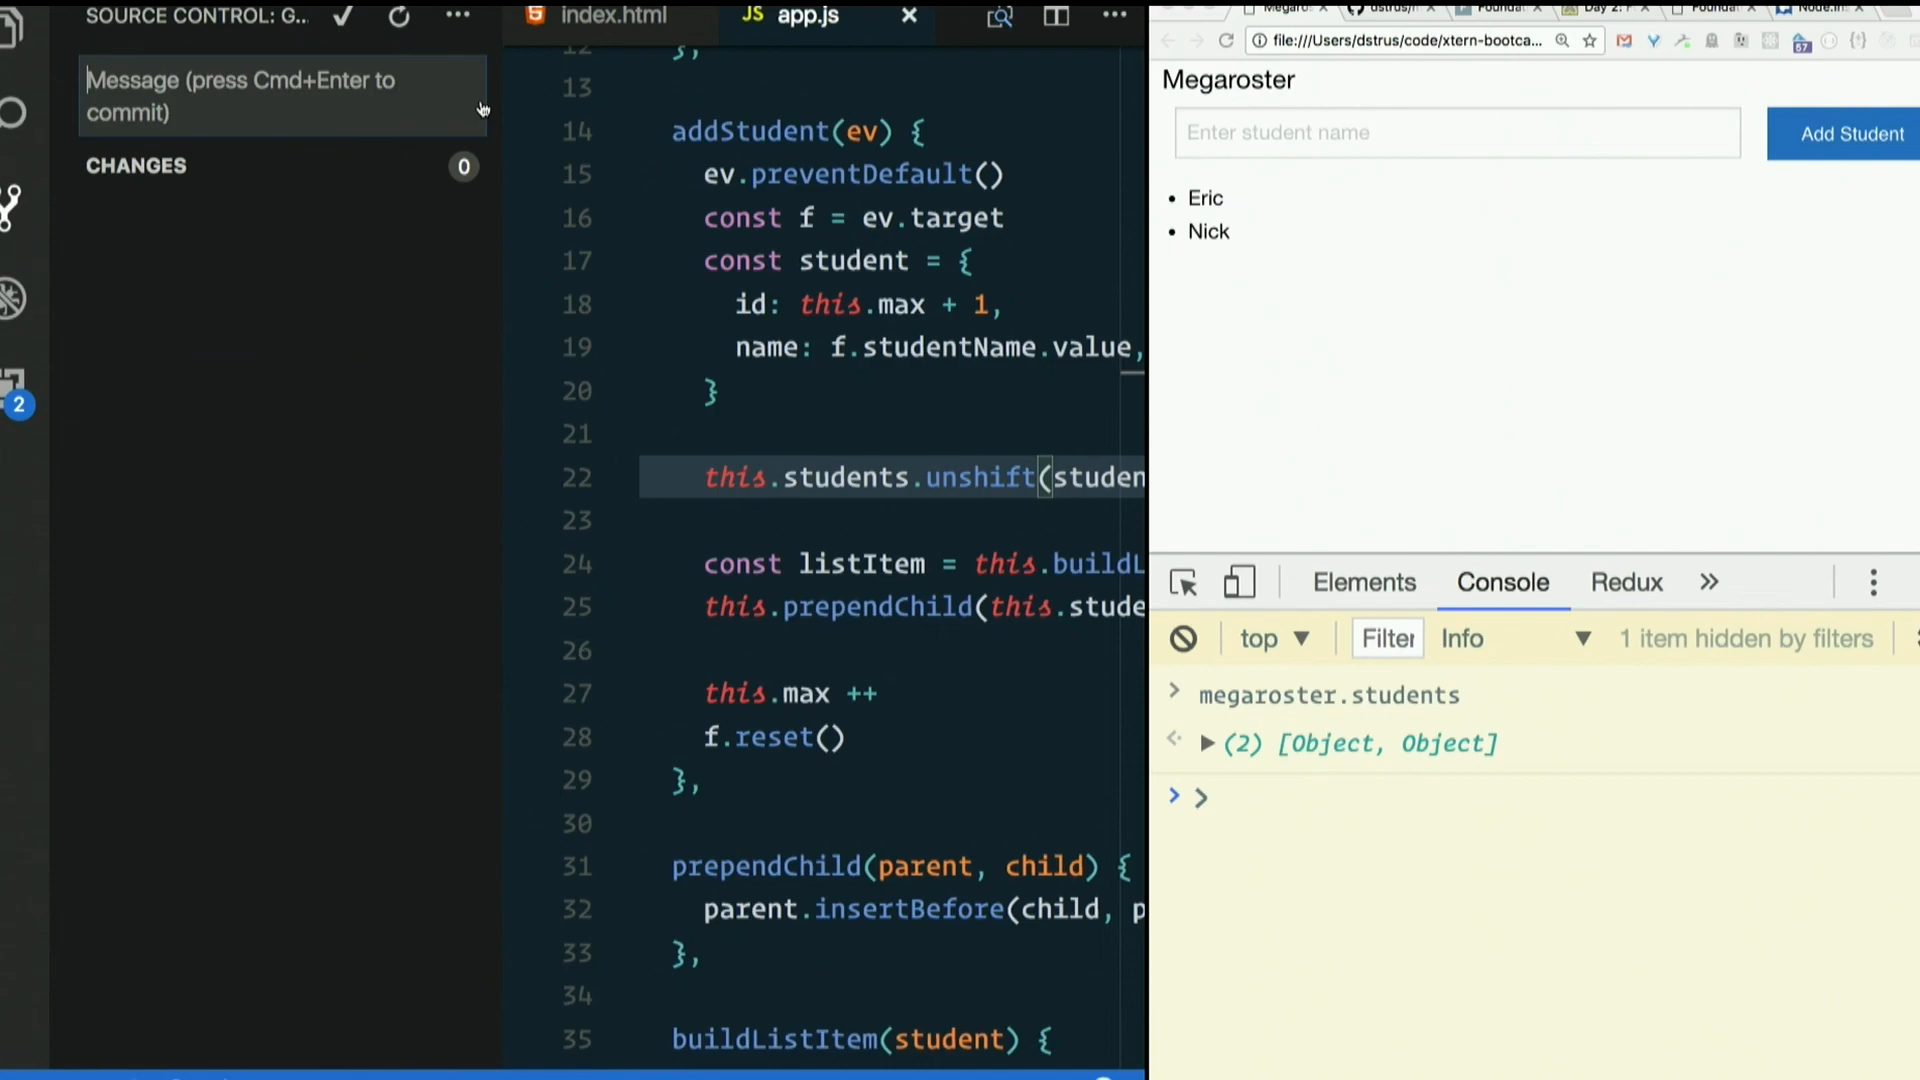 SOURCE CONTROL: G...
Message (press Cmd+Enter to
commit)
CHANGES
0
2
index.html
JS app.js
12 },
13
14 addStudent(ev) {
15 ev.preventDefault()
16 const f = ev.target
17 const student = {
18 id: this.max + 1,
19 name: f.studentName.value,
20 }
21
22 this.students.unshift(studen
23
24 const listItem = this.buildL
25 this.prependChild(this.stude
26
27 this.max ++
28 f.reset()
29 },
30
31 prependChild(parent, child) {
32 parent.insertBefore(child, p
33 },
34
35 buildListItem(student) {
file:///Users/dstrus/code/xtern-bootca...
57
Megaroster
Enter student name
Add Student
• Eric
• Nick
Elements Console Redux »
top ▼ Filter Info ▼ 1 item hidden by filters
> megaroster.students
▶ (2) [Object, Object]
> >